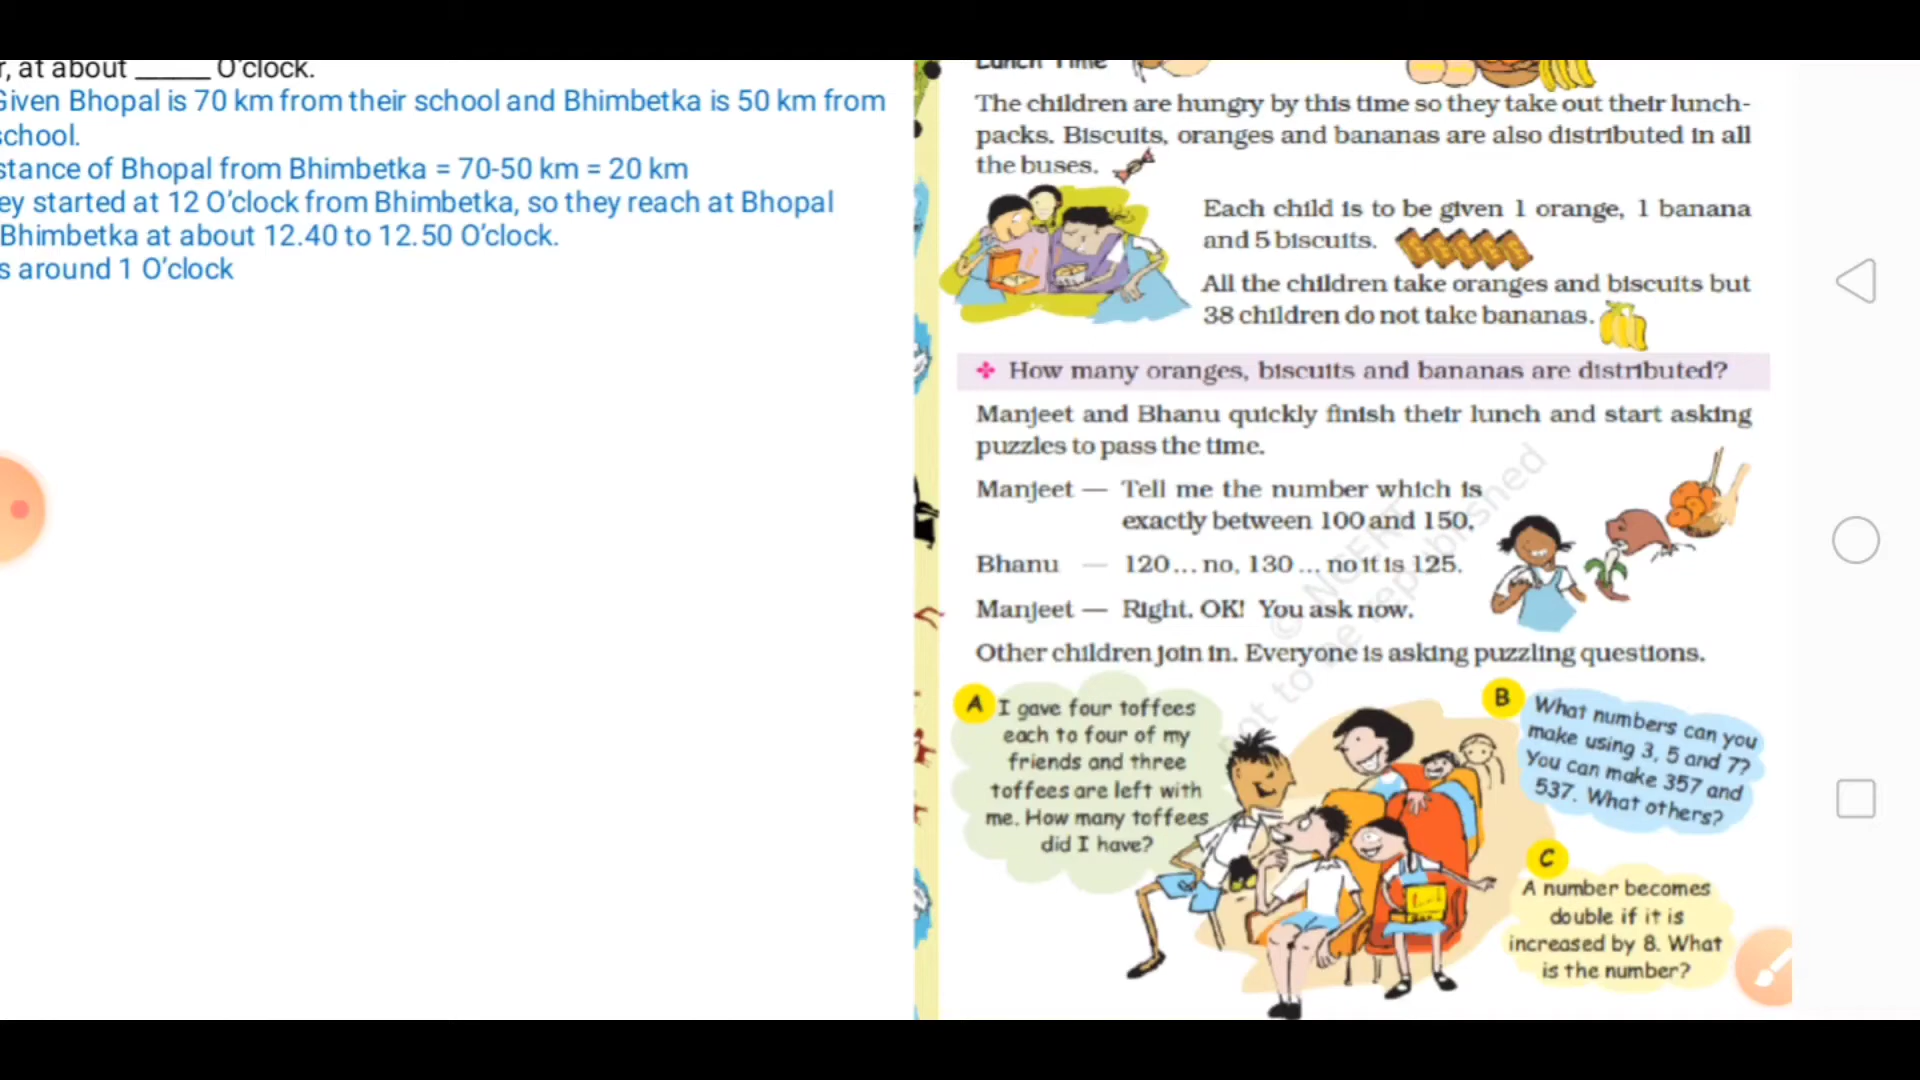 r, at about _____ O'clock.
Given Bhopal is 70 km from their school and Bhimbetka is 50 km from
school.
stance of Bhopal from Bhimbetka = 70-50 km = 20 km
ey started at 12 O'clock from Bhimbetka, so they reach at Bhopal
Bhimbetka at about 12.40 to 12.50 O'clock.
s around 1 O'clock
Lunch Time
The children are hungry by this time so they take out their lunch-
packs. Biscuits, oranges and bananas are also distributed in all
the buses.
Each child is to be given 1 orange, 1 banana
and 5 biscuits.
All the children take oranges and biscuits but
38 children do not take bananas.
❖ How many oranges, biscuits and bananas are distributed?
Manjeet and Bhanu quickly finish their lunch and start asking
puzzles to pass the time.
Manjeet — Tell me the number which is
exactly between 100 and 150.
Bhanu — 120... no, 130 ... no it is 125.
Manjeet — Right. OK! You ask now.
Other children join in. Everyone is asking puzzling questions.
A
I gave four toffees
each to four of my
friends and three
toffees are left with
me. How many toffees
did I have?
B
What numbers can you
make using 3, 5 and 7?
You can make 357 and
537. What others?
C
A number becomes
double if it is
increased by 8. What
is the number?
© NCERT
not to be republished